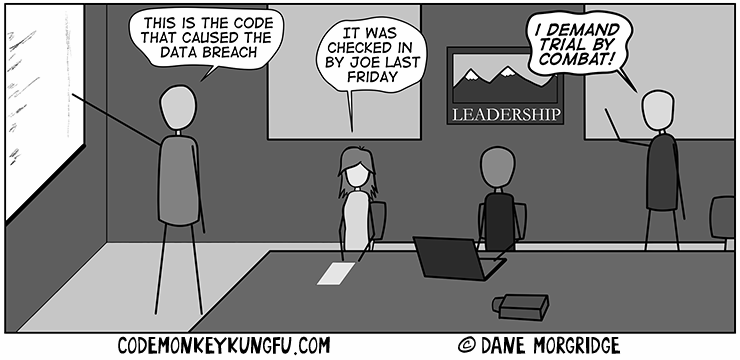 THIS IS THE CODE
THAT CAUSED THE
DATA BREACH
IT WAS
CHECKED IN
BY JOE LAST
FRIDAY
I DEMAND
TRIAL BY
COMBAT!
LEADERSHIP
CODEMONKEYKUNGFU.COM
© DANE MORGRIDGE